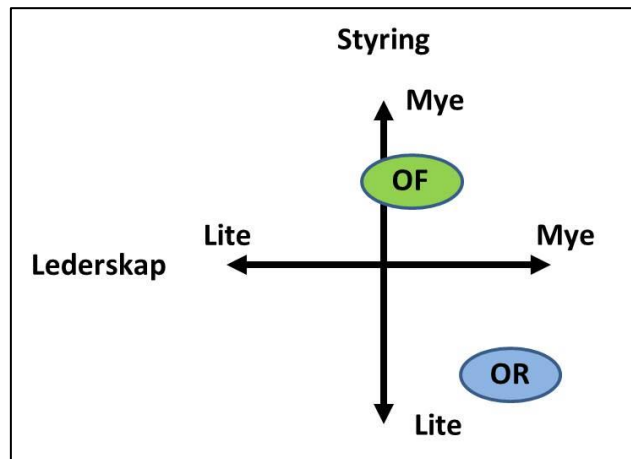 Styring
Mye
OF
Lite
Mye
Lederskap
OR
Lite